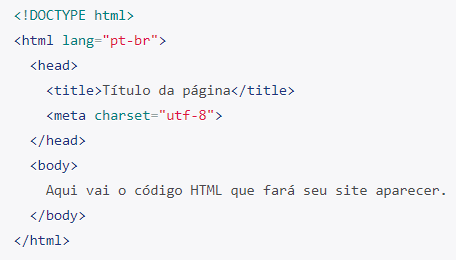 <!DOCTYPE html>
<html lang="pt-br">
<head>
<title>Título da página</title>
<meta charset="utf-8">
</head>
<body>
Aqui vai o código HTML que fará seu site aparecer.
</body>
</html>